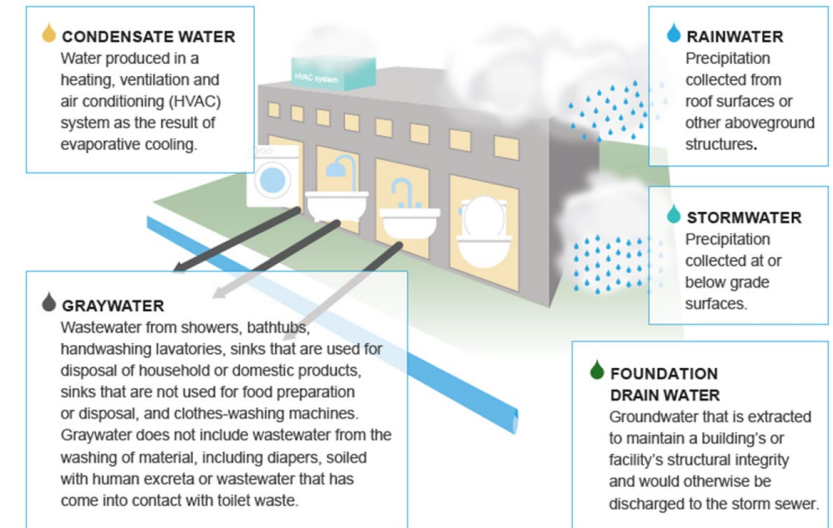 CONDENSATE WATER
Water produced in a
heating, ventilation and
air conditioning (HVAC)
system as the result of
evaporative cooling.
HVAC system
RAINWATER
Precipitation
collected from
roof surfaces or
other aboveground
structures.
STORMWATER
Precipitation
collected at or
below grade
surfaces.
GRAYWATER
Wastewater from showers, bathtubs,
handwashing lavatories, sinks that are used for
disposal of household or domestic products,
sinks that are not used for food preparation
or disposal, and clothes-washing machines.
Graywater does not include wastewater from the
washing of material, including diapers, soiled
with human excreta or wastewater that has
come into contact with toilet waste.
FOUNDATION
DRAIN WATER
Groundwater that is extracted
to maintain a building’s or
facility’s structural integrity
and would otherwise be
discharged to the storm sewer.